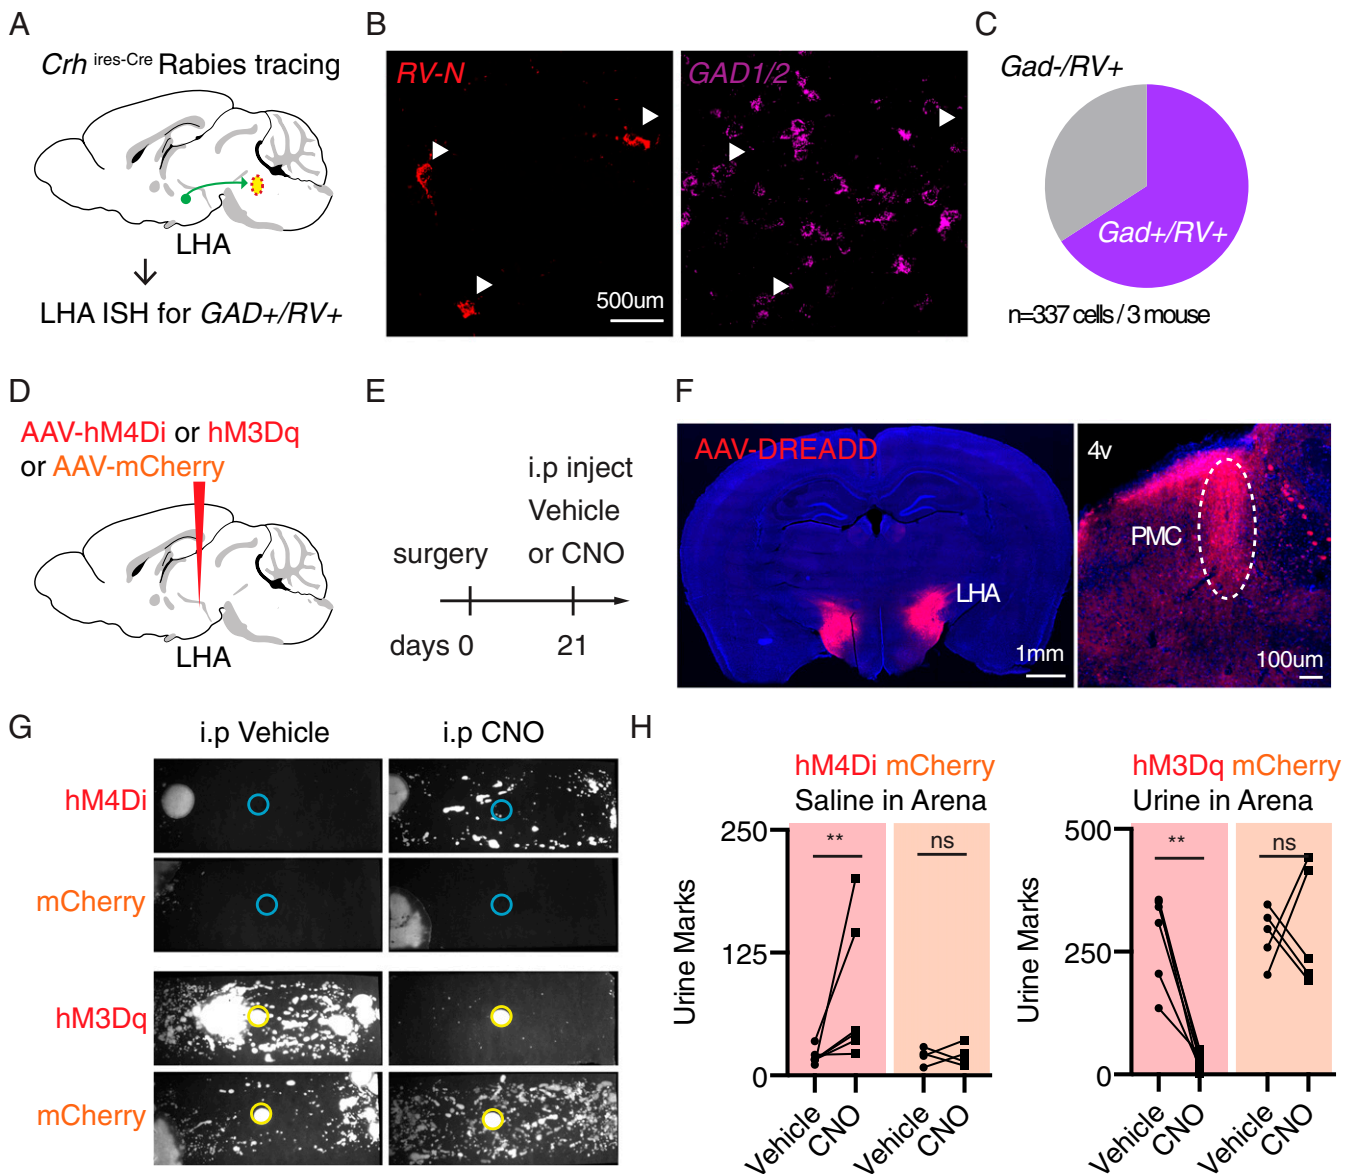 A
Crh ires-Cre Rabies tracing
LHA
LHA ISH for GAD+/RV+
B
RV-N
500um
GAD1/2
C
Gad-/RV+
Gad+/RV+
n=337 cells / 3 mouse
D
AAV-hM4Di or hM3Dq
or AAV-mCherry
LHA
E
i.p inject
Vehicle
or CNO
surgery
days 0
21
F
AAV-DREADD
LHA
1mm
4v
PMC
100um
G
i.p Vehicle
i.p CNO
hM4Di
mCherry
hM3Dq
mCherry
H
hM4Di mCherry
Saline in Arena
Urine Marks
250
125
0
**
ns
Vehicle
CNO
Vehicle
CNO
hM3Dq mCherry
Urine in Arena
Urine Marks
500
250
0
**
ns
Vehicle
CNO
Vehicle
CNO